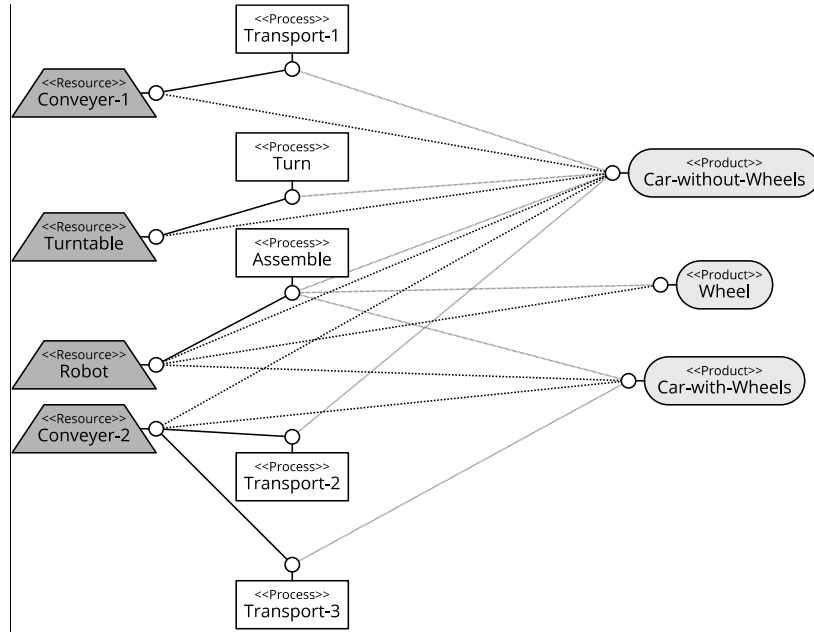 <<Process>>
Transport-1
<<Resource>>
Conveyer-1
<<Process>>
Turn
<<Product>>
Car-without-Wheels
<<Resource>>
Turntable
<<Process>>
Assemble
<<Product>>
Wheel
<<Resource>>
Robot
<<Product>>
Car-with-Wheels
<<Resource>>
Conveyer-2
<<Process>>
Transport-2
<<Process>>
Transport-3